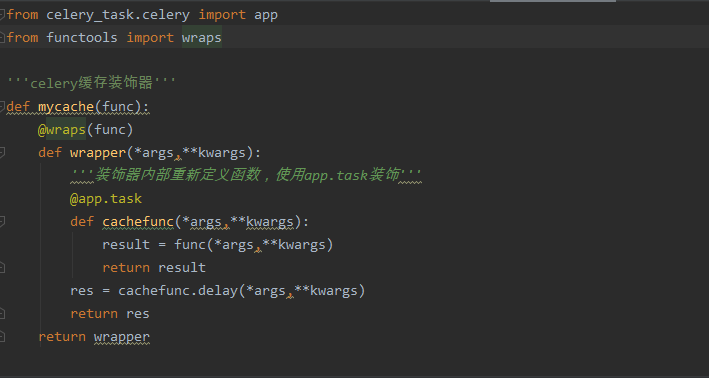 from celery_task.celery import app
from functools import wraps
'''celery缓存装饰器'''
def mycache(func):
    @wraps(func)
    def wrapper(*args,**kwargs):
        '''装饰器内部重新定义函数，使用app.task装饰'''
        @app.task
        def cachefunc(*args,**kwargs):
            result = func(*args,**kwargs)
            return result
        res = cachefunc.delay(*args,**kwargs)
        return res
    return wrapper